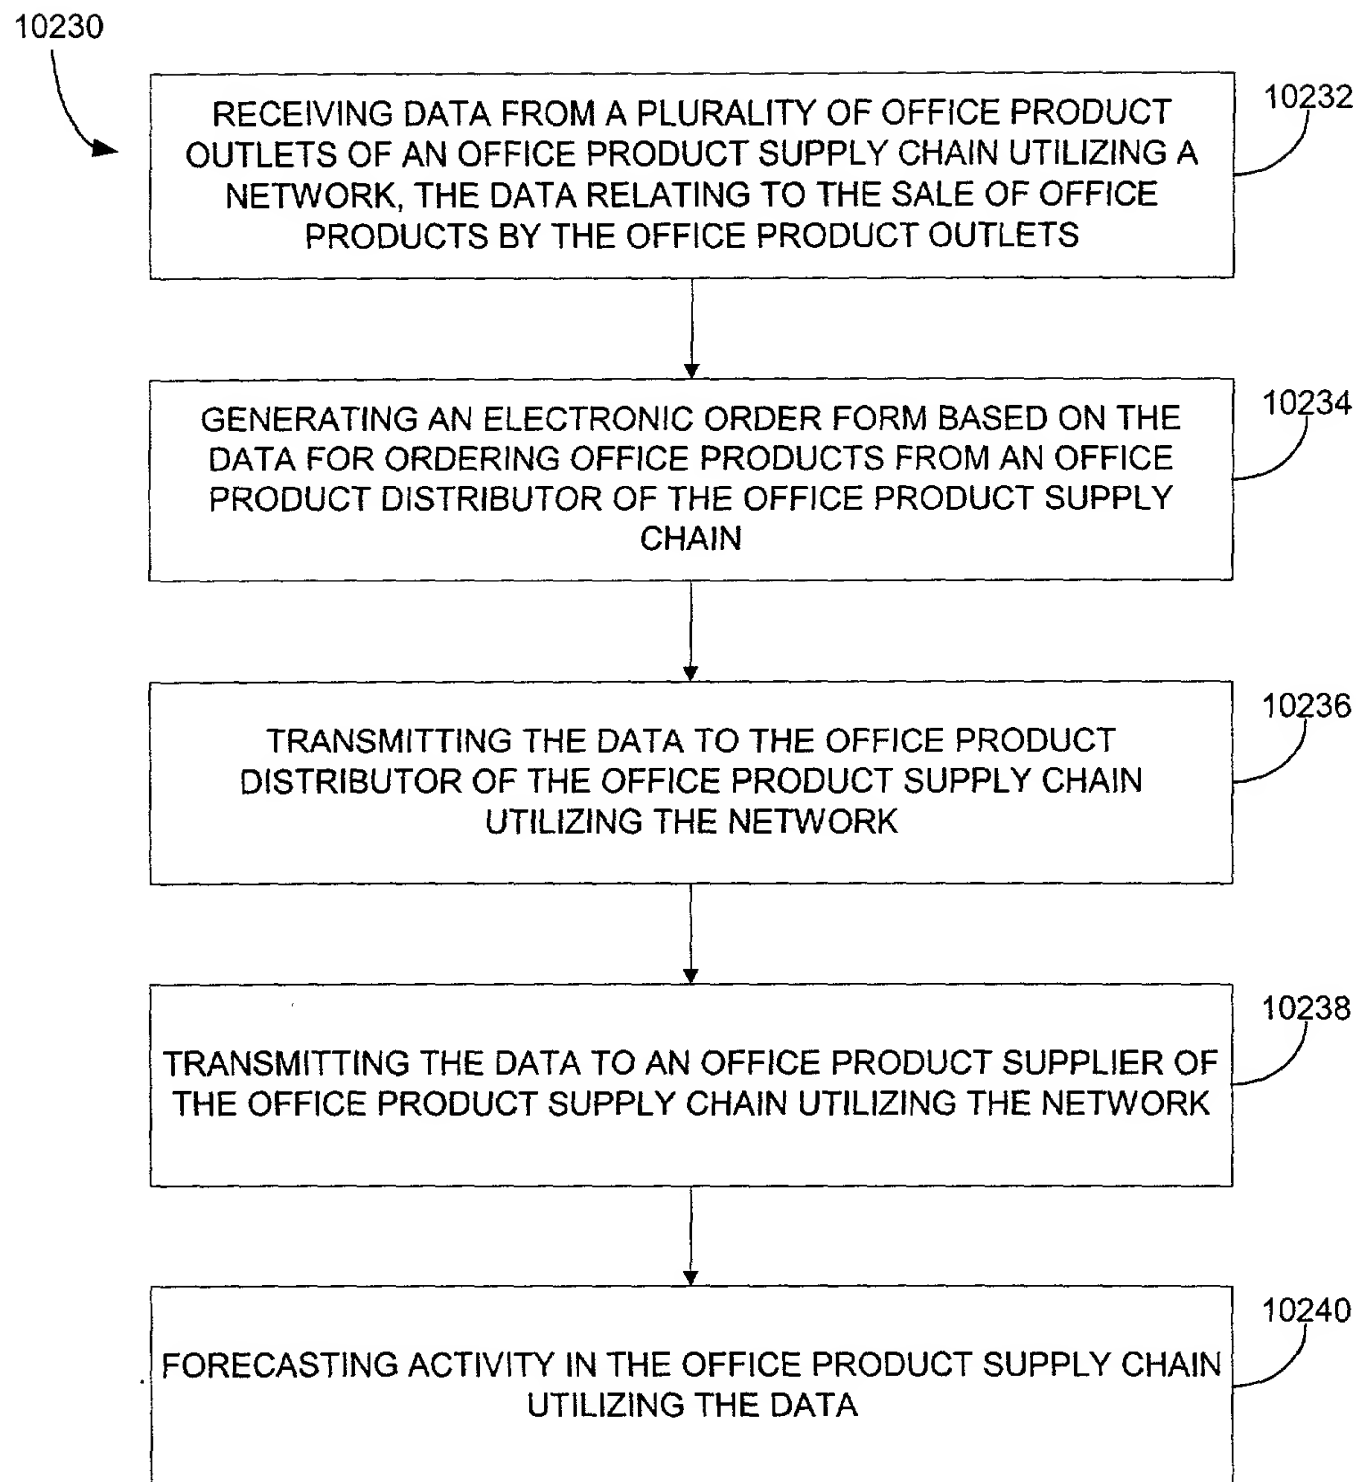 10230
RECEIVING DATA FROM A PLURALITY OF OFFICE PRODUCT
OUTLETS OF AN OFFICE PRODUCT SUPPLY CHAIN UTILIZING A
NETWORK, THE DATA RELATING TO THE SALE OF OFFICE
PRODUCTS BY THE OFFICE PRODUCT OUTLETS
10232
GENERATING AN ELECTRONIC ORDER FORM BASED ON THE
DATA FOR ORDERING OFFICE PRODUCTS FROM AN OFFICE
PRODUCT DISTRIBUTOR OF THE OFFICE PRODUCT SUPPLY
CHAIN
10234
TRANSMITTING THE DATA TO THE OFFICE PRODUCT
DISTRIBUTOR OF THE OFFICE PRODUCT SUPPLY CHAIN
UTILIZING THE NETWORK
10236
TRANSMITTING THE DATA TO AN OFFICE PRODUCT SUPPLIER OF
THE OFFICE PRODUCT SUPPLY CHAIN UTILIZING THE NETWORK
10238
FORECASTING ACTIVITY IN THE OFFICE PRODUCT SUPPLY CHAIN
UTILIZING THE DATA
10240